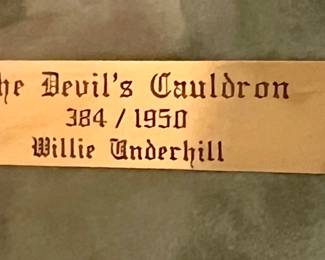 he Devil's Cauldron
384 / 1950
Willie Underhill